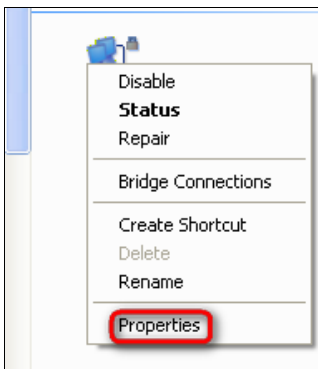 Disable
Status
Repair
Bridge Connections
Create Shortcut
Delete
Rename
Properties